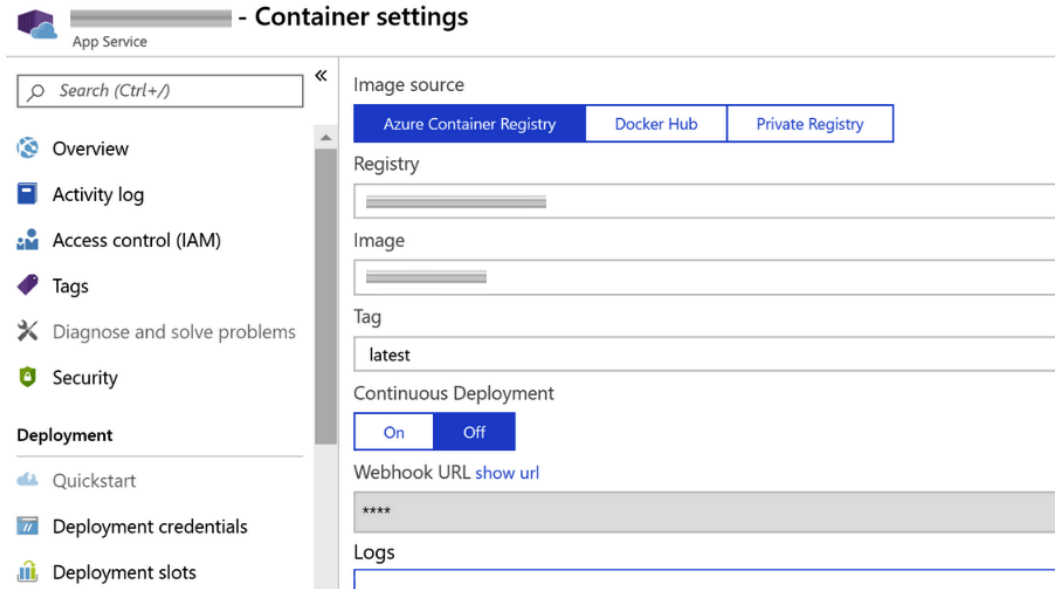 - Container settings
App Service
Search (Ctrl+/)
«
Overview
Activity log
Access control (IAM)
Tags
Diagnose and solve problems
Security
Deployment
Quickstart
Deployment credentials
Deployment slots
Image source
Azure Container Registry Docker Hub Private Registry
Registry
Image
Tag
latest
Continuous Deployment
On Off
Webhook URL show url
****
Logs